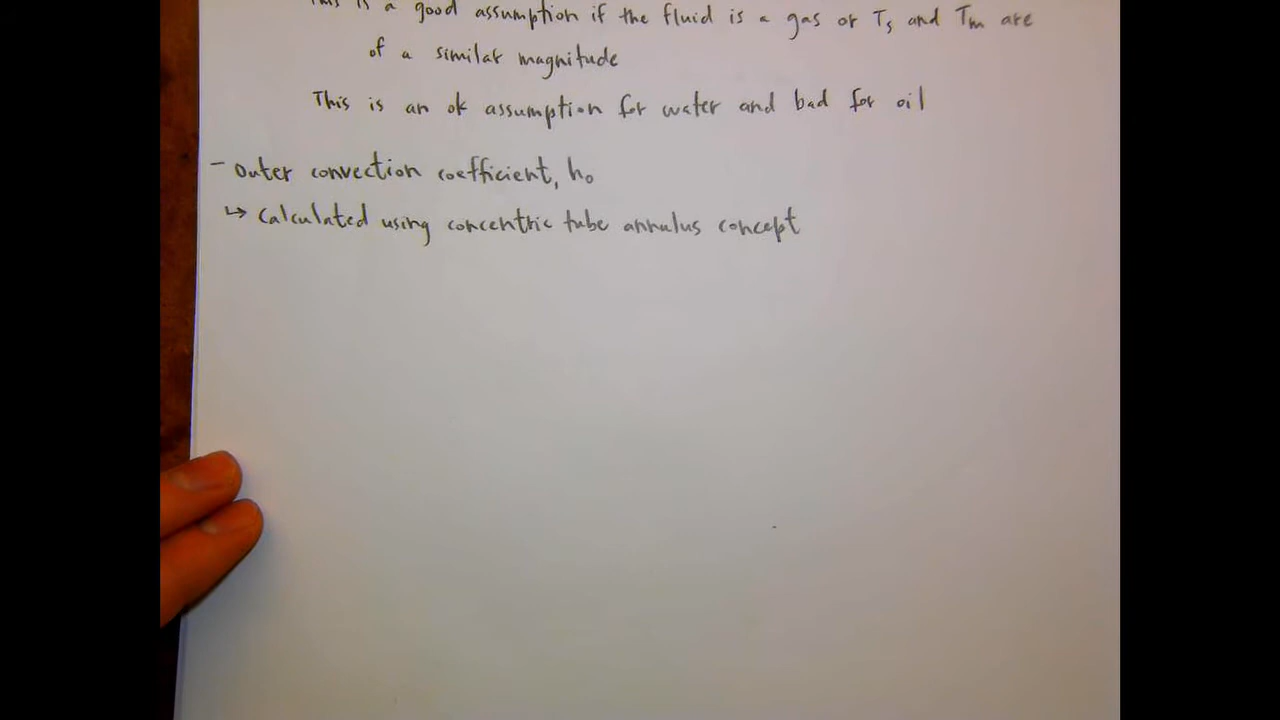 This is a good assumption if the fluid is a gas or Ts and Tm are
of a similar magnitude
This is an ok assumption for water and bad for oil
- Outer convection coefficient, ho
↳ Calculated using concentric tube annulus concept